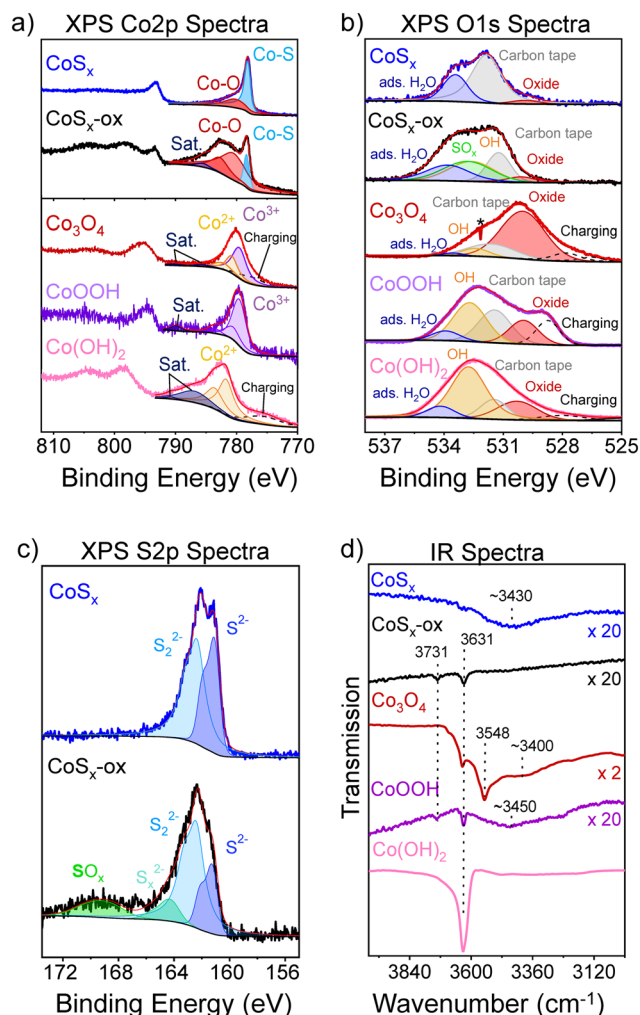 a) XPS Co2p Spectra
CoSₓ
Co-S
Co-O
CoSₓ-ox
Co-O
Sat.
Co-S
Co₃O₄
Co²⁺
Co³⁺
Sat.
Charging
CoOOH
Sat.
Co³⁺
Co(OH)₂
Co²⁺
Sat.
Charging
810 800 790 780 770
Binding Energy (eV)
b) XPS O1s Spectra
CoSₓ
Carbon tape
ads. H₂O
Oxide
CoSₓ-ox
OH
Carbon tape
SOₓ
ads. H₂O
Oxide
Co₃O₄
Oxide
Carbon tape
*
OH
Charging
ads. H₂O
CoOOH
OH
Carbon tape
Oxide
ads. H₂O
Charging
Co(OH)₂
OH
Carbon tape
ads. H₂O
Oxide
Charging
537 533 529 525
Binding Energy (eV)
c) XPS S2p Spectra
CoSₓ
S₂²⁻
S²⁻
CoSₓ-ox
S₂²⁻
S²⁻
Sₓ²⁻
SOₓ
172 168 164 160 156
Binding Energy (eV)
d) IR Spectra
CoSₓ
~3430
x 20
CoSₓ-ox
3731 3631
x 20
Co₃O₄
3548
~3400
x 2
CoOOH
~3450
x 20
Co(OH)₂
Transmission
3840 3600 3360 3120
Wavenumber (cm⁻¹)